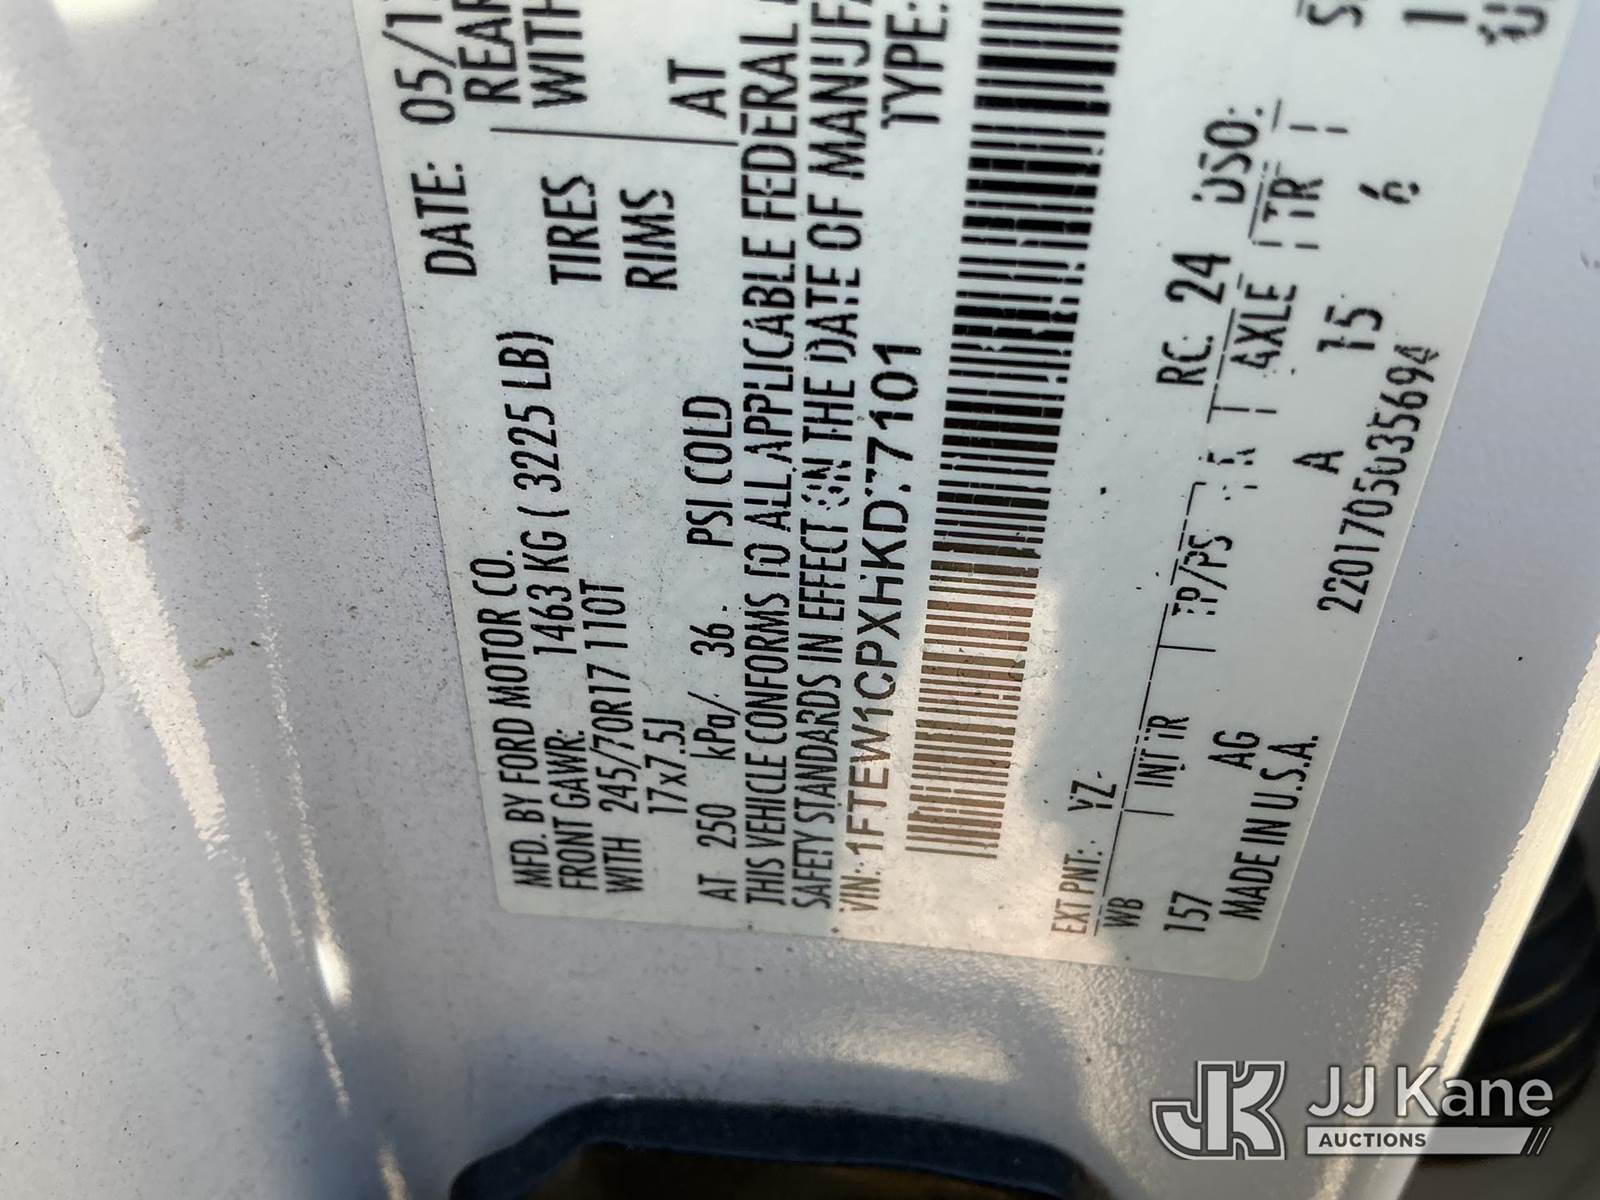 MFD. BY FORD MOTOR CO.
DATE: 05/1
FRONT GAWR: 1463 KG ( 3225 LB)
REAR
WITH 245/70R17 110T TIRES
WITH
17x7.5J RIMS
AT 250 kPa/ 36 PSI COLD
AT
THIS VEHICLE CONFORMS TO ALL APPLICABLE FEDERAL
SAFETY STANDARDS IN EFFECT ON THE DATE OF MANUFA
VIN: 1FTEW1CPXHKD77101
TYPE:
EXT PNT: YZ RC: 24 DSO:
WB INT TR TP/PS R AXLE TR
157 AG A 15 6
MADE IN U.S.A. 2201705035694
JJ Kane
AUCTIONS